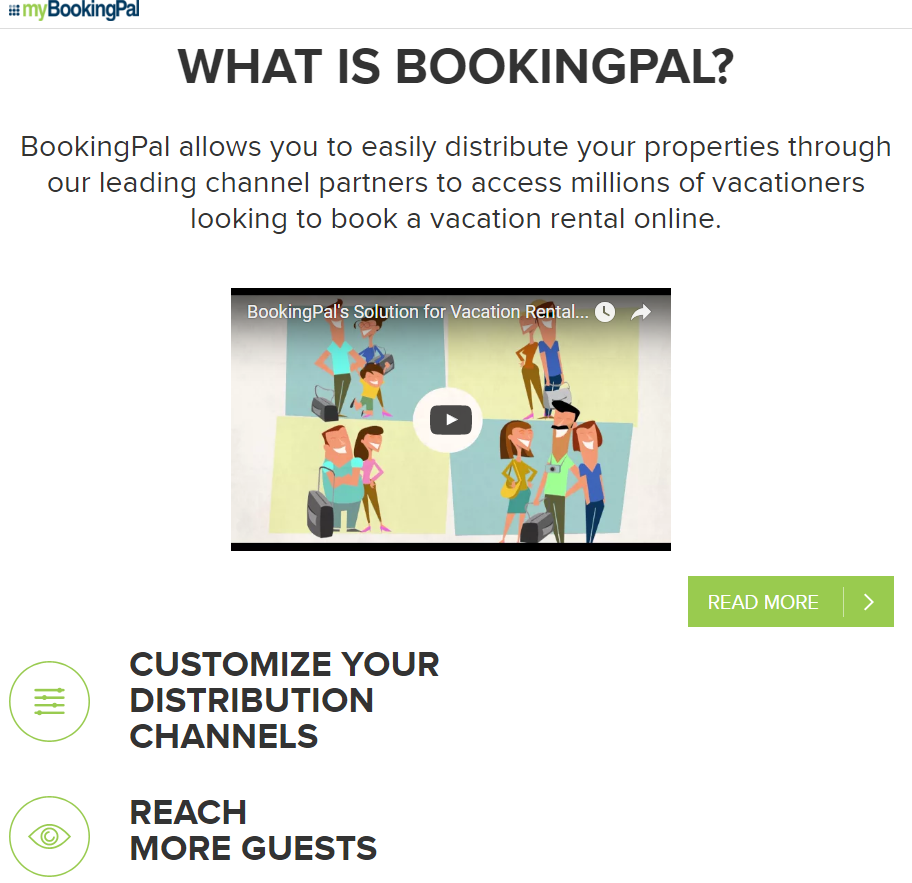 myBookingPal
WHAT IS BOOKINGPAL?
BookingPal allows you to easily distribute your properties through
our leading channel partners to access millions of vacationers
looking to book a vacation rental online.
BookingPal's Solution for Vacation Rental...
READ MORE
CUSTOMIZE YOUR
DISTRIBUTION
CHANNELS
REACH
MORE GUESTS